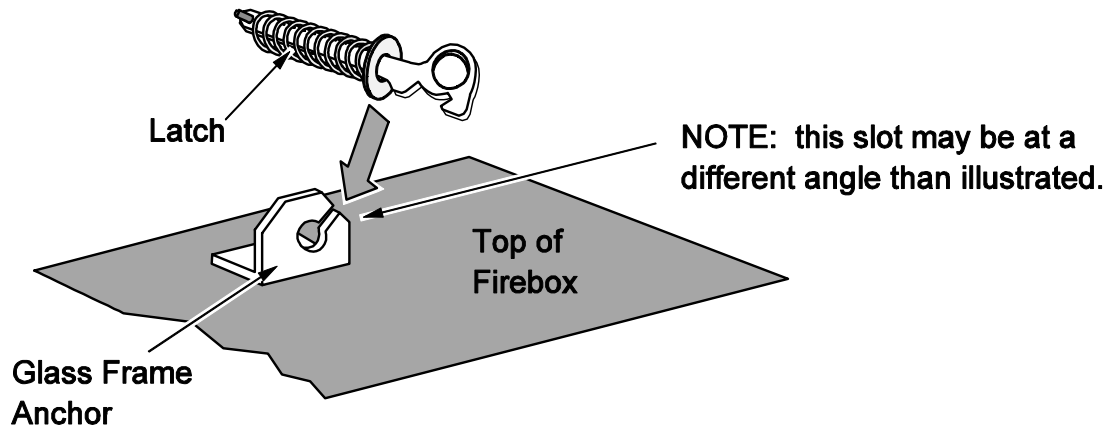 Latch
NOTE:  this slot may be at a
different angle than illustrated.
Top of
Firebox
Glass Frame
Anchor